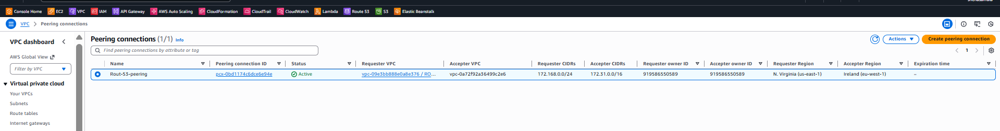 Console Home EC2 VPC IAM API Gateway AWS Auto Scaling CloudFormation CloudTrail CloudWatch Lambda Route 53 S3 Elastic Beanstalk
VPC Peering connections
VPC dashboard
AWS Global View
Filter by VPC
Virtual private cloud
Your VPCs
Subnets
Route tables
Internet gateways
Peering connections (1/1) Info
Actions Create peering connection
Find peering connections by attribute or tag
1
Name Peering connection ID Status Requester VPC Accepter VPC Requester CIDRs Accepter CIDRs Requester owner ID Accepter owner ID Requester Region Accepter Region Expiration time
Rout-53-peering pcx-0bd1174c6dce6e94e Active vpc-09e3bb888e0a8e376 / RO... vpc-0a72f92a36499c2e6 172.168.0.0/24 172.31.0.0/16 919586550589 919586550589 N. Virginia (us-east-1) Ireland (eu-west-1) –